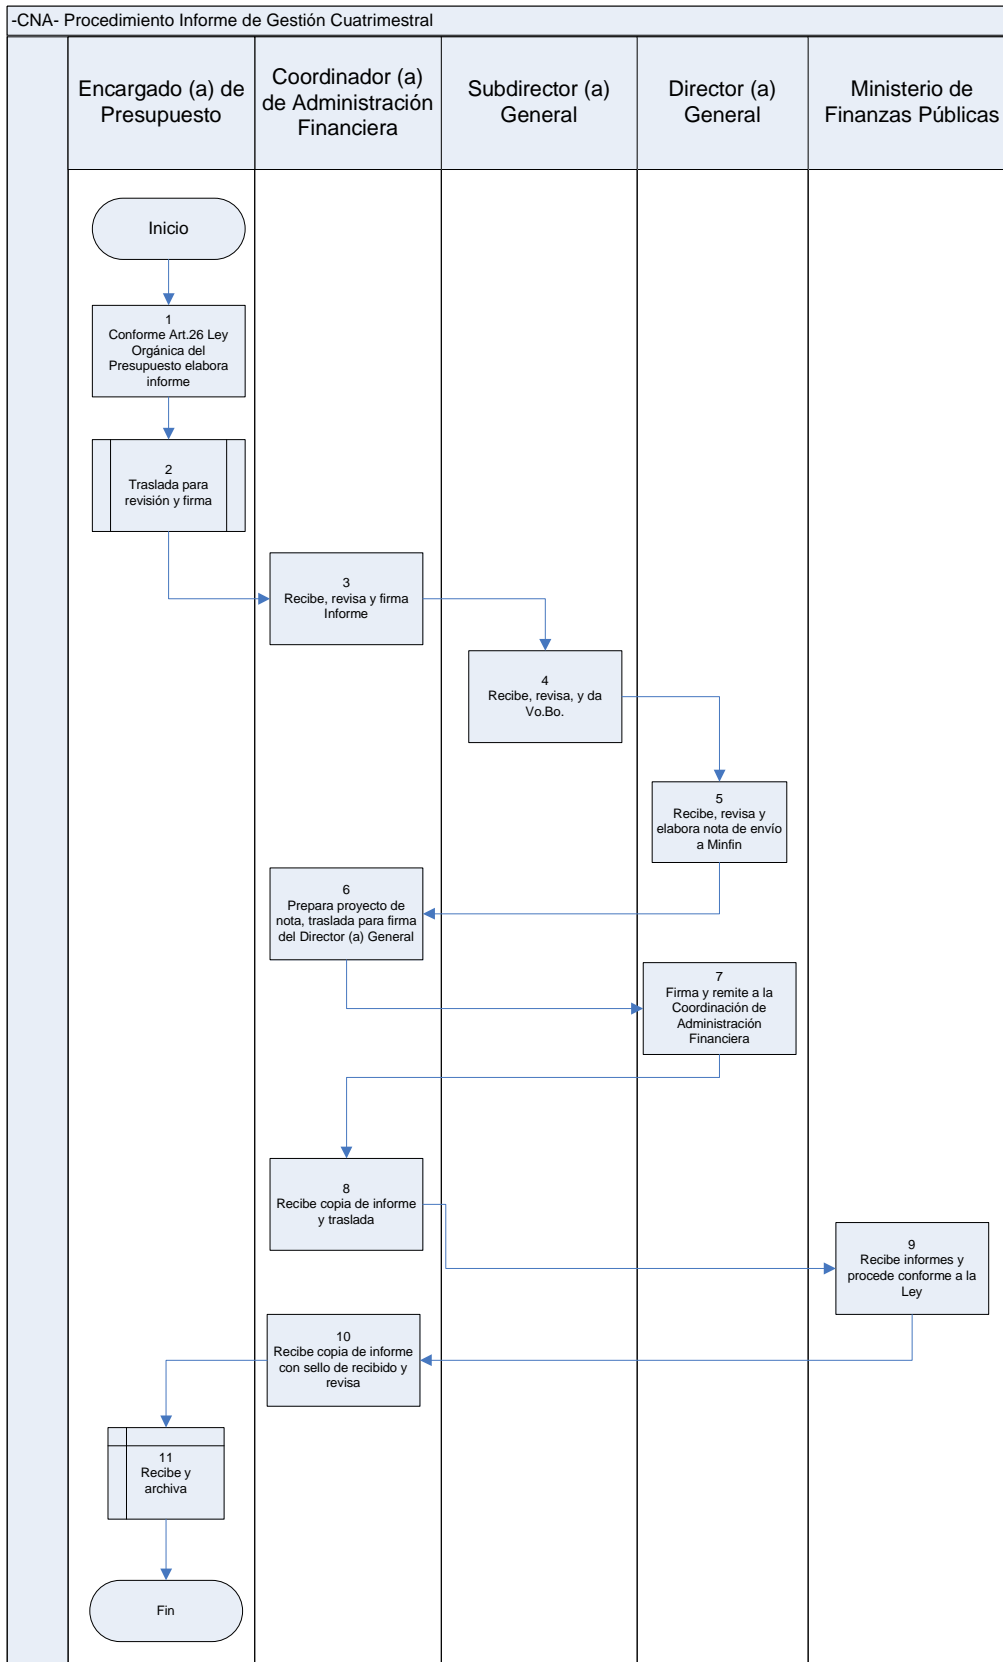 -CNA- Procedimiento Informe de Gestión Cuatrimestral
Encargado (a) de
Presupuesto
Coordinador (a)
de Administración
Financiera
Subdirector (a)
General
Director (a)
General
Ministerio de
Finanzas Públicas
Inicio
1
Conforme Art.26 Ley
Orgánica del
Presupuesto elabora
informe
2
Traslada para
revisión y firma
3
Recibe, revisa y firma
Informe
4
Recibe, revisa, y da
Vo.Bo.
5
Recibe, revisa y
elabora nota de envío
a Minfin
6
Prepara proyecto de
nota, traslada para firma
del Director (a) General
7
Firma y remite a la
Coordinación de
Administración
Financiera
8
Recibe copia de informe
y traslada
9
Recibe informes y
procede conforme a la
Ley
10
Recibe copia de informe
con sello de recibido y
revisa
11
Recibe y
archiva
Fin